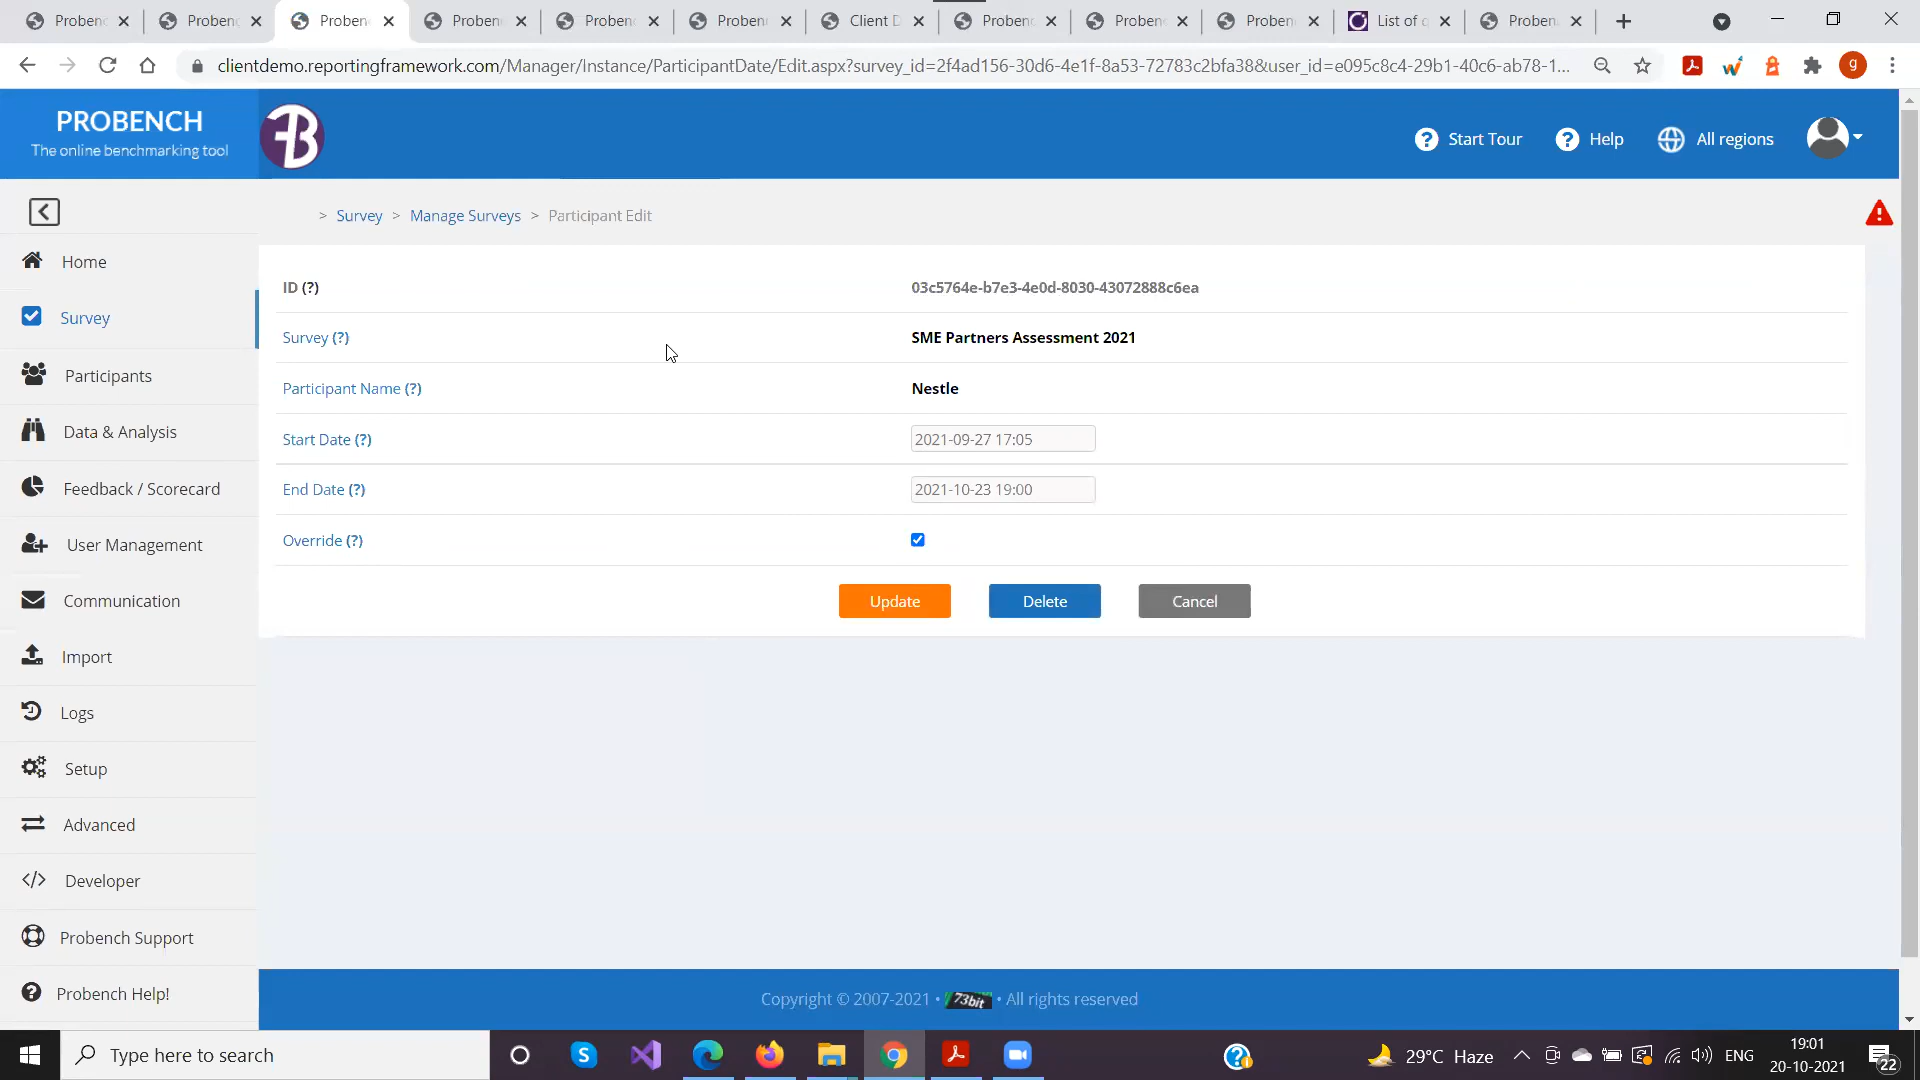 Proben
Proben
Proben
Proben
Proben
Proben
Client D
Proben
Proben
Proben
List of q
Proben
clientdemo.reportingframework.com/Manager/Instance/ParticipantDate/Edit.aspx?survey_id=2f4ad156-30d6-4e1f-8a53-72783c2bfa38&user_id=e095c8c4-29b1-40c6-ab78-1...
g
PROBENCH
The online benchmarking tool
Start Tour
Help
All regions
> Survey > Manage Surveys > Participant Edit
Home
Survey
Participants
Data & Analysis
Feedback / Scorecard
User Management
Communication
Import
Logs
Setup
Advanced
Developer
Probench Support
Probench Help!
ID (?) 03c5764e-b7e3-4e0d-8030-43072888c6ea
Survey (?) SME Partners Assessment 2021
Participant Name (?) Nestle
Start Date (?) 2021-09-27 17:05
End Date (?) 2021-10-23 19:00
Override (?)
Update Delete Cancel
Copyright © 2007-2021 • 73bit • All rights reserved
Type here to search
29°C Haze
ENG
19:01
20-10-2021
22